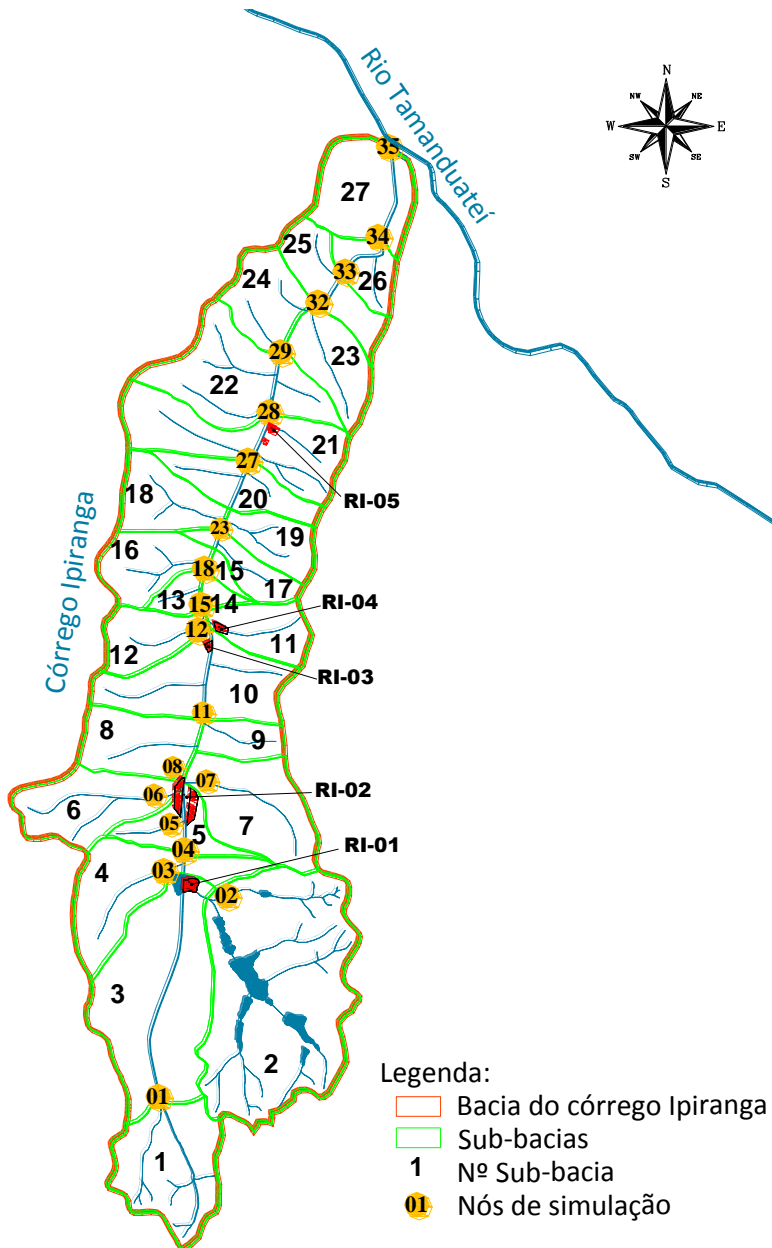 Rio Tamanduateí
N
NW
NE
W
E
SW
SE
S
35
27
34
25
33
26
24
32
29
23
22
28
21
27
RI-05
18
20
23
19
16
18
15
17
13
15
14
RI-04
12
11
12
RI-03
Córrego Ipiranga
10
11
8
9
08
07
RI-02
06
6
05
5
7
04
RI-01
4
03
02
3
2
01
1
Legenda:
Bacia do córrego Ipiranga
Sub-bacias
1 Nº Sub-bacia
01 Nós de simulação